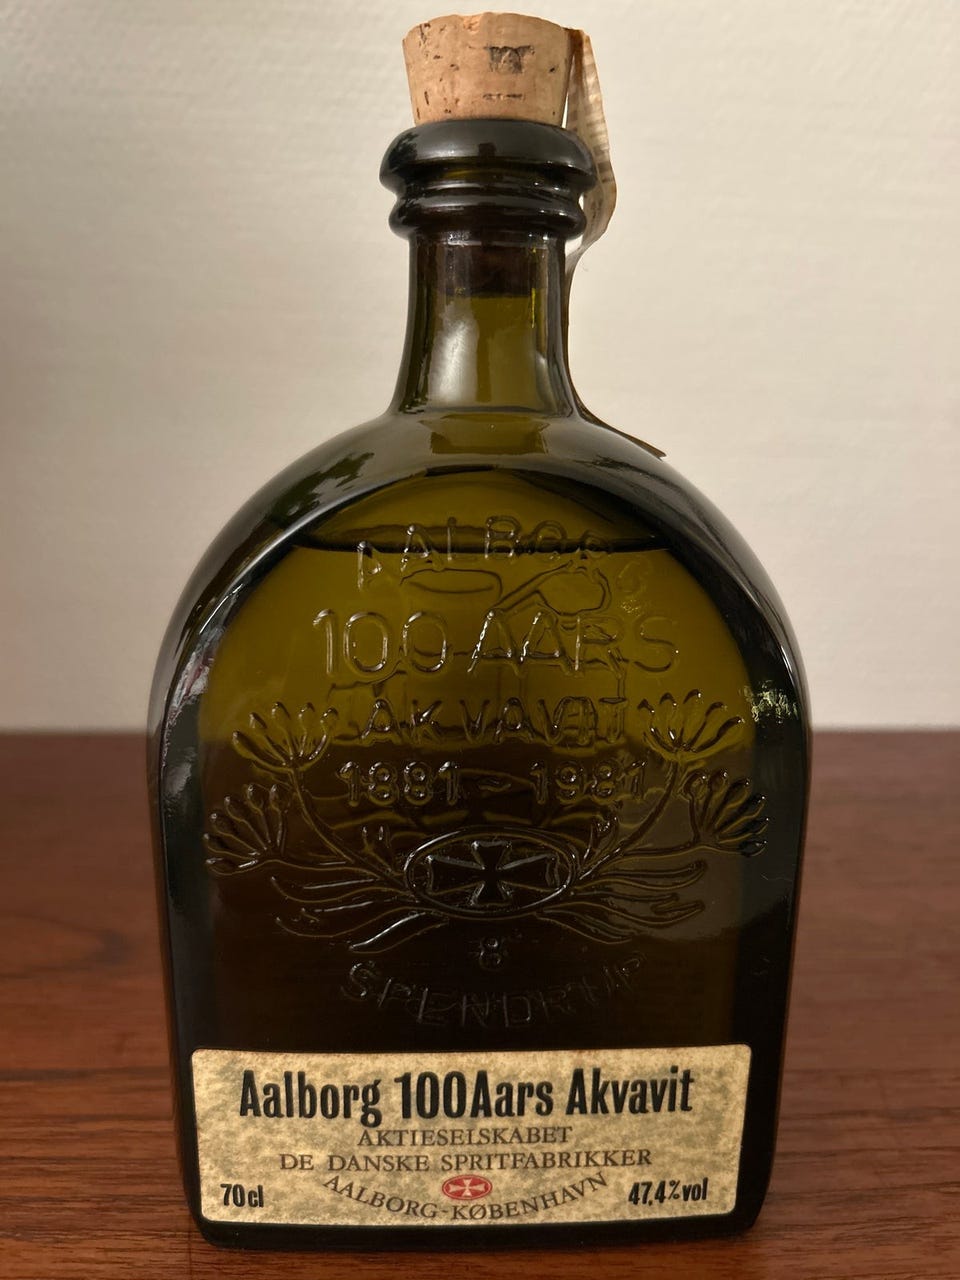 AALBORG
100 AARS
AKVAVIT
1881-1981
8
SPENDRUP
Aalborg 100Aars Akvavit
AKTIESELSKABET
DE DANSKE SPRITFABRIKKER
AALBORG-KØBENHAVN
70cl
47,4%vol